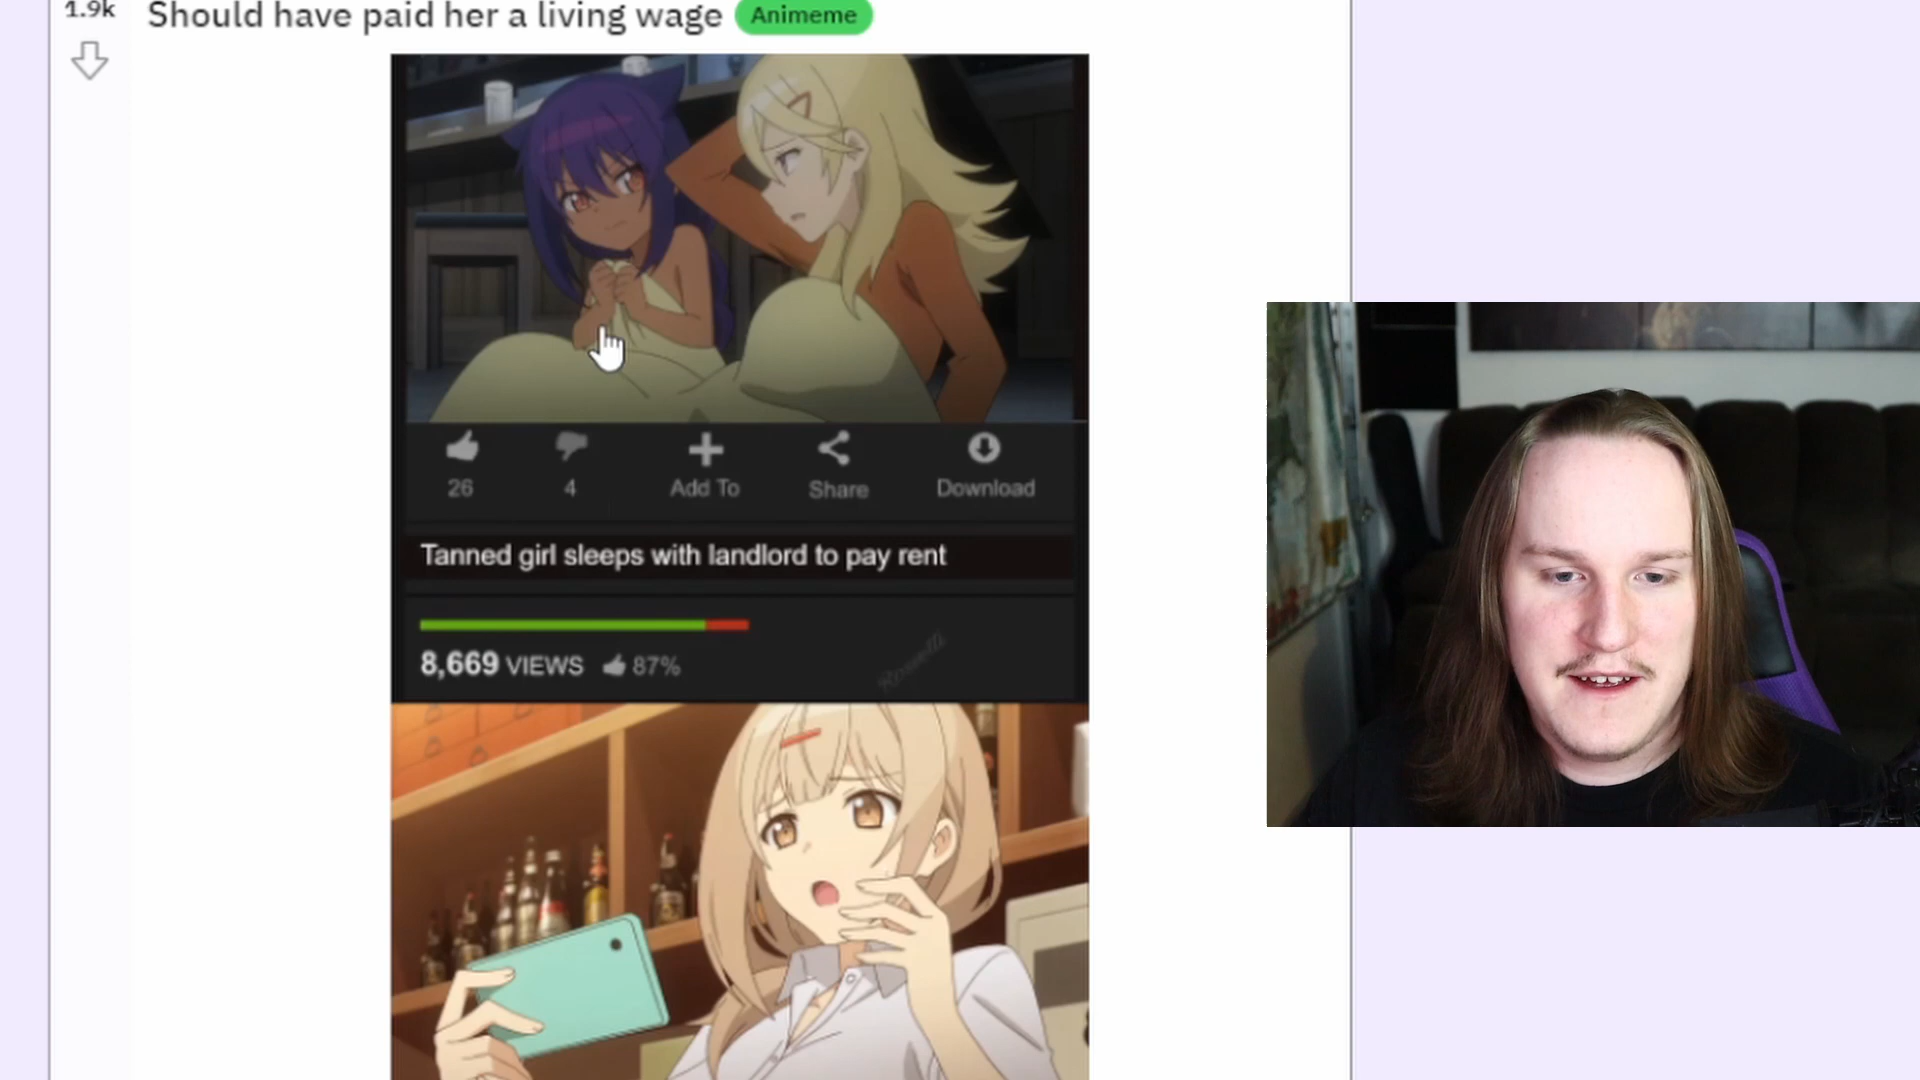 1.9k
Should have paid her a living wage
Animeme
26
4
Add To
Share
Download
Tanned girl sleeps with landlord to pay rent
8,669 VIEWS 87%